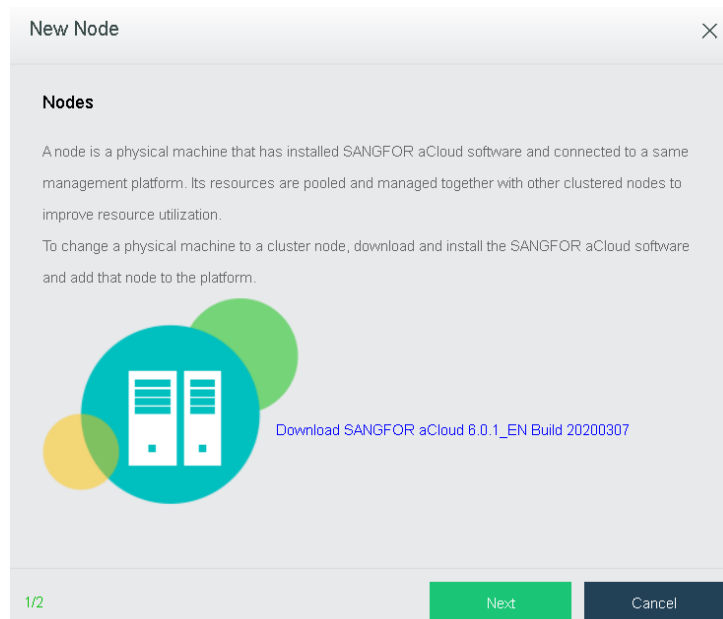 New Node
Nodes
A node is a physical machine that has installed SANGFOR aCloud software and connected to a same
management platform. Its resources are pooled and managed together with other clustered nodes to
improve resource utilization.
To change a physical machine to a cluster node, download and install the SANGFOR aCloud software
and add that node to the platform.
Download SANGFOR aCloud 6.0.1_EN Build 20200307
1/2
Next
Cancel